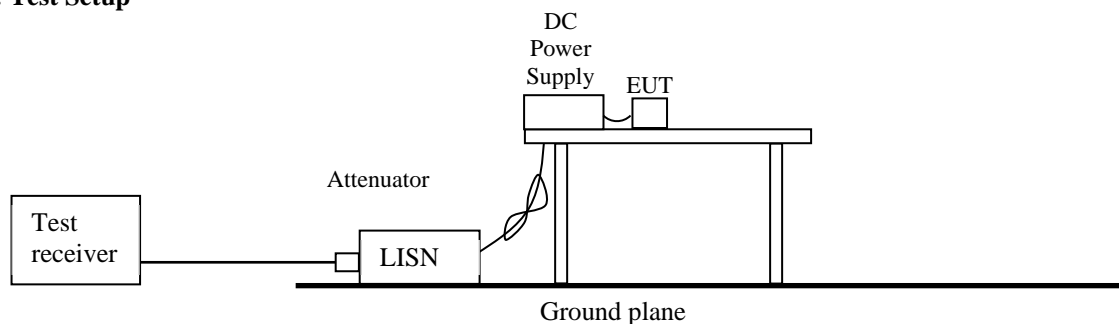 Test Setup
DC
Power
Supply
EUT
Attenuator
Test
receiver
LISN
Ground plane